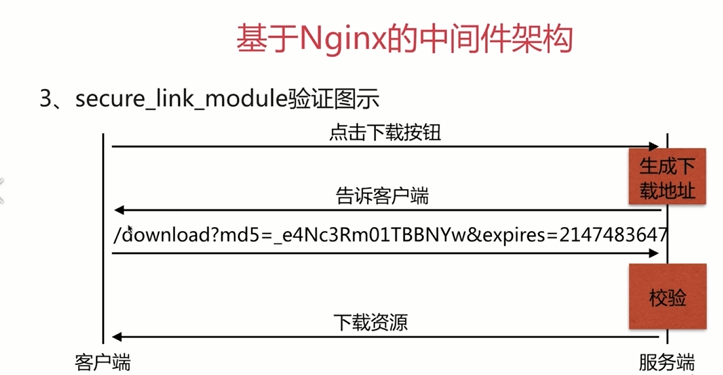 基于Nginx的中间件架构
3、secure_link_module验证图示
点击下载按钮
生成下
载地址
告诉客户端
/download?md5=_e4Nc3Rm01TBBNYw&expires=2147483647
校验
下载资源
客户端
服务端